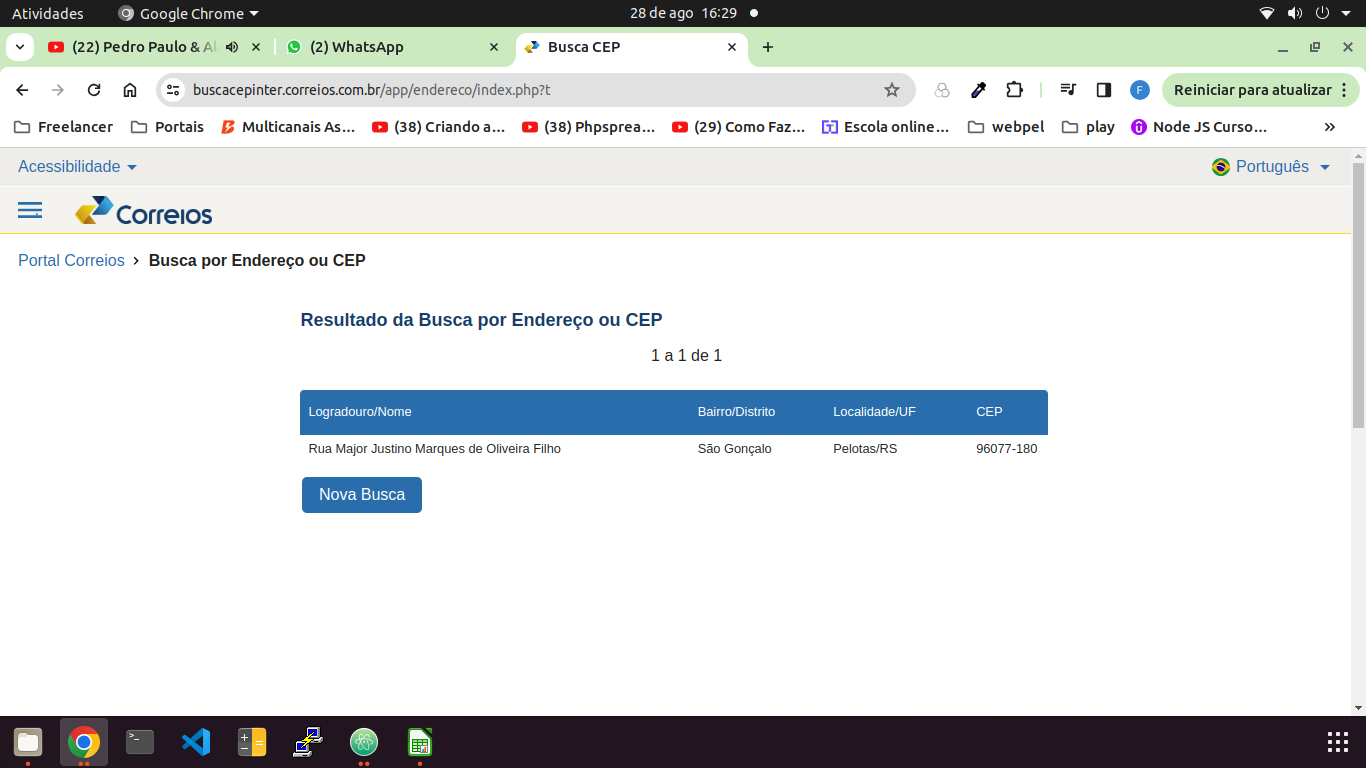 Atividades Google Chrome 28 de ago 16:29
(22) Pedro Paulo & Al (2) WhatsApp Busca CEP
buscacepinter.correios.com.br/app/endereco/index.php?t F Reiniciar para atualizar
Freelancer Portais Multicanais As… (38) Criando a… (38) Phpsprea… (29) Como Faz… Escola online… webpel play Node JS Curso… »
Acessibilidade Português
Correios
Portal Correios Busca por Endereço ou CEP
Resultado da Busca por Endereço ou CEP
1 a 1 de 1
Logradouro/Nome Bairro/Distrito Localidade/UF CEP
Rua Major Justino Marques de Oliveira Filho São Gonçalo Pelotas/RS 96077-180
Nova Busca